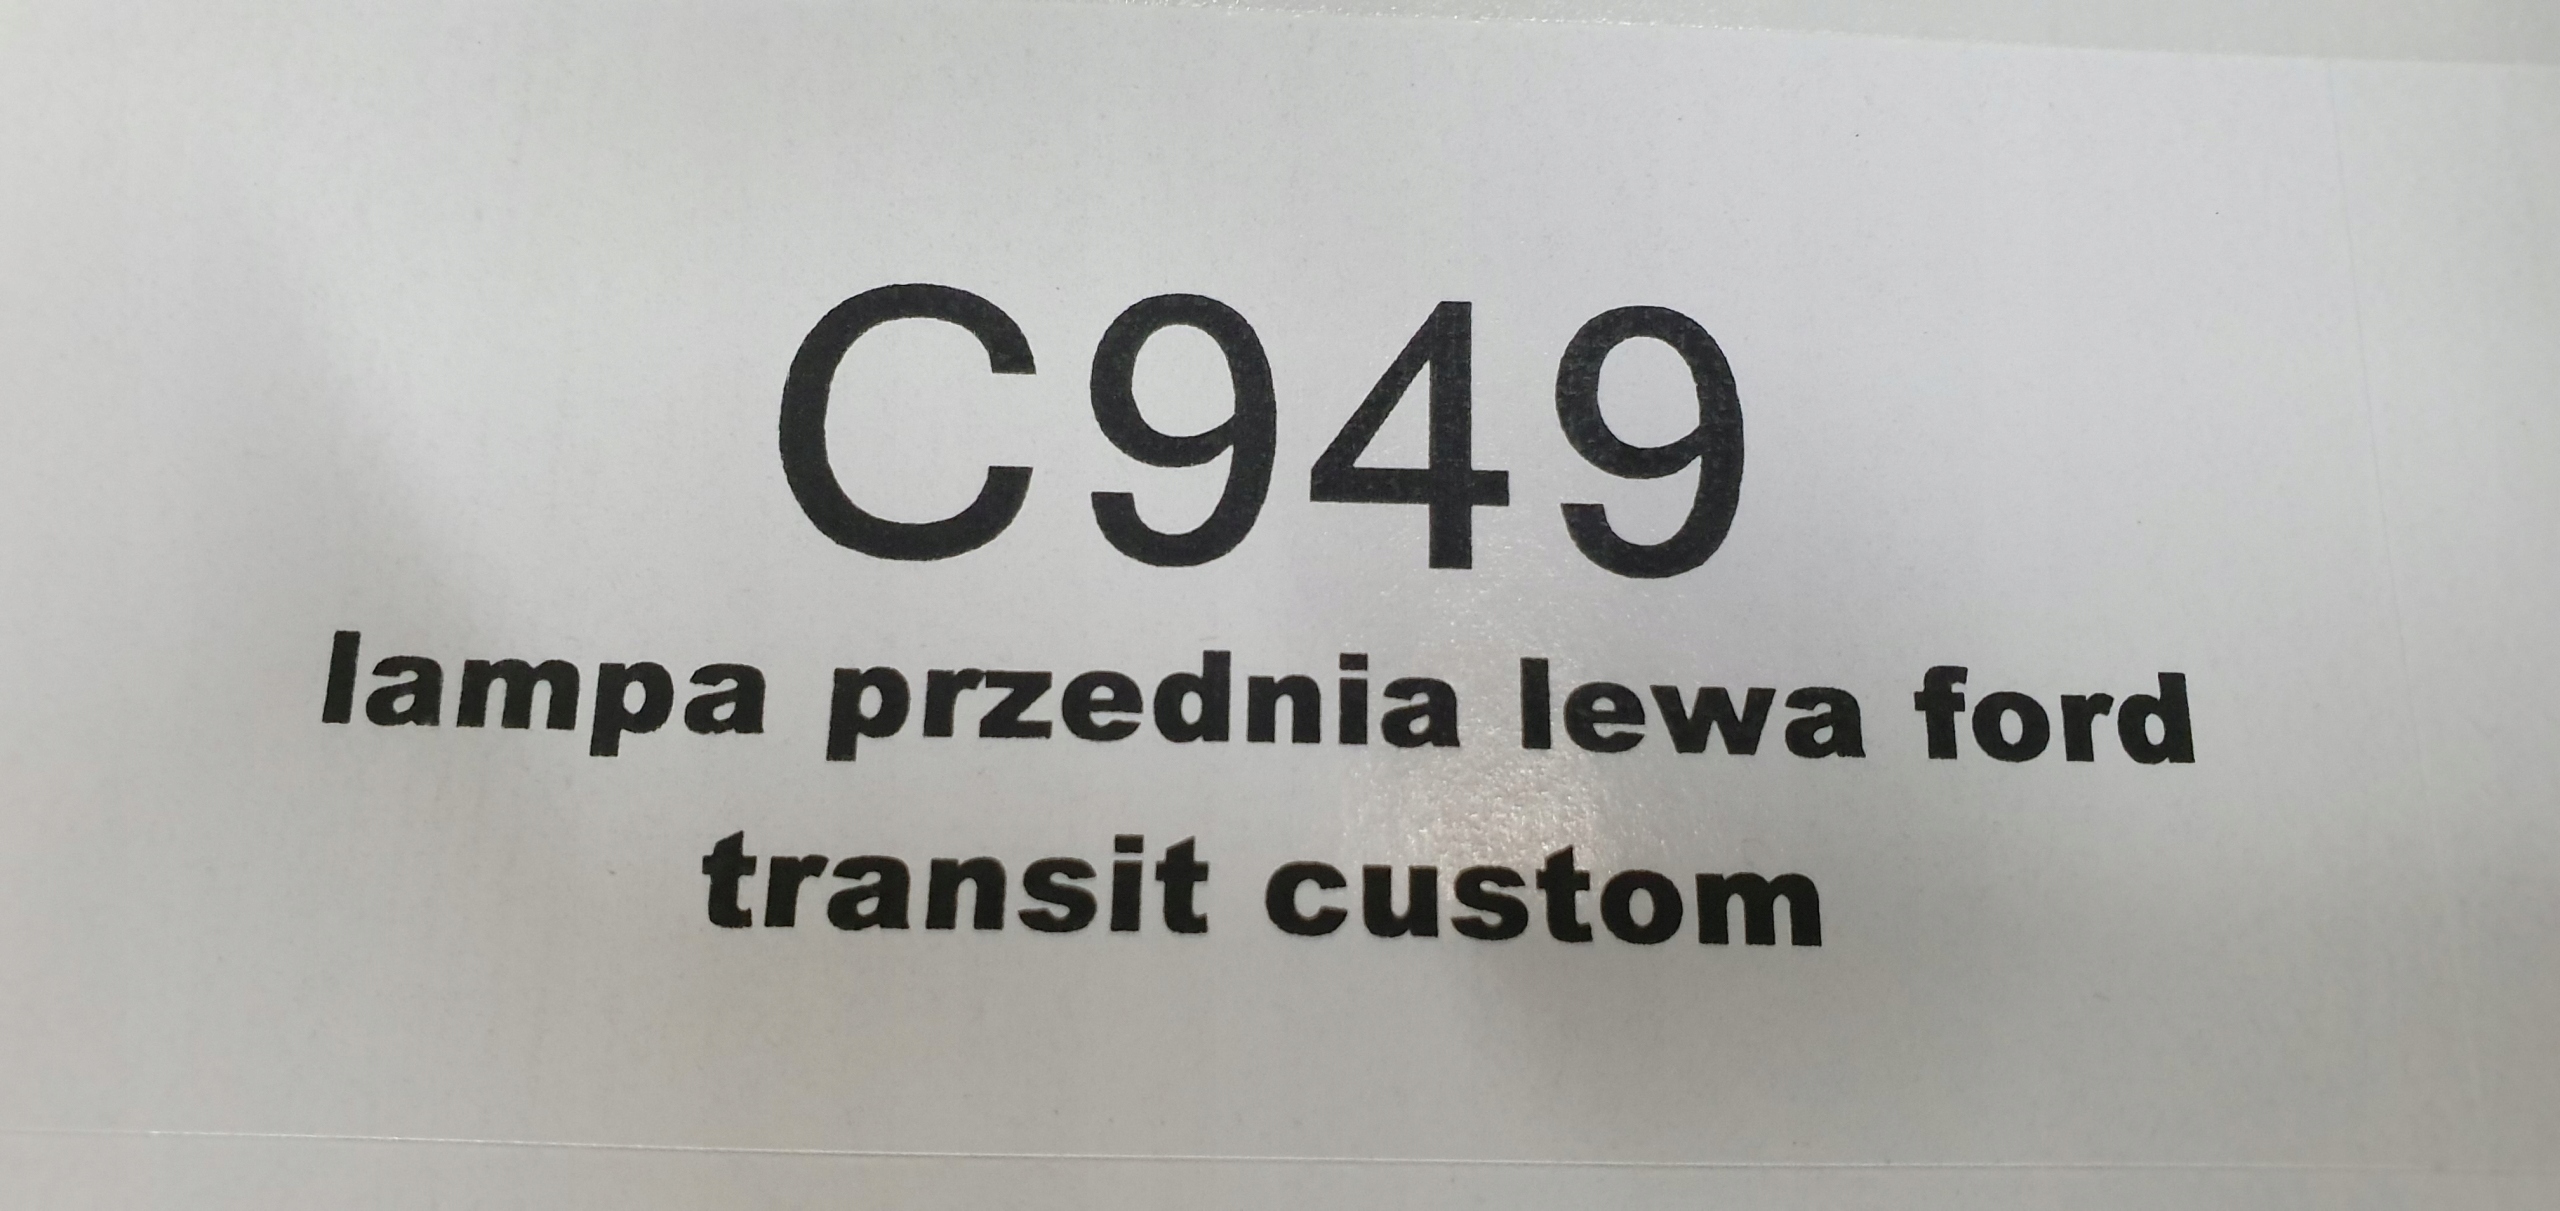 C949
lampa przednia lewa ford
transit custom